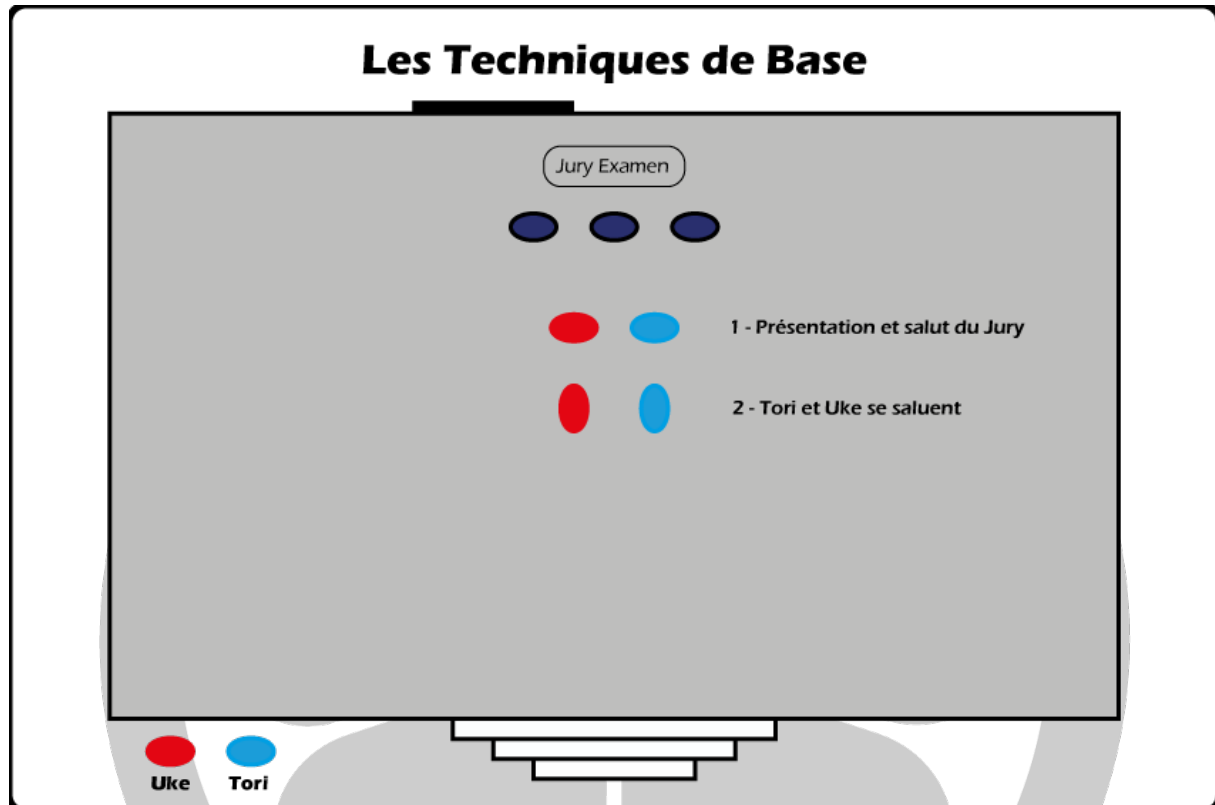 Les Techniques de Base
Jury Examen
1 - Présentation et salut du Jury
2 - Tori et Uke se saluent
Uke
Tori